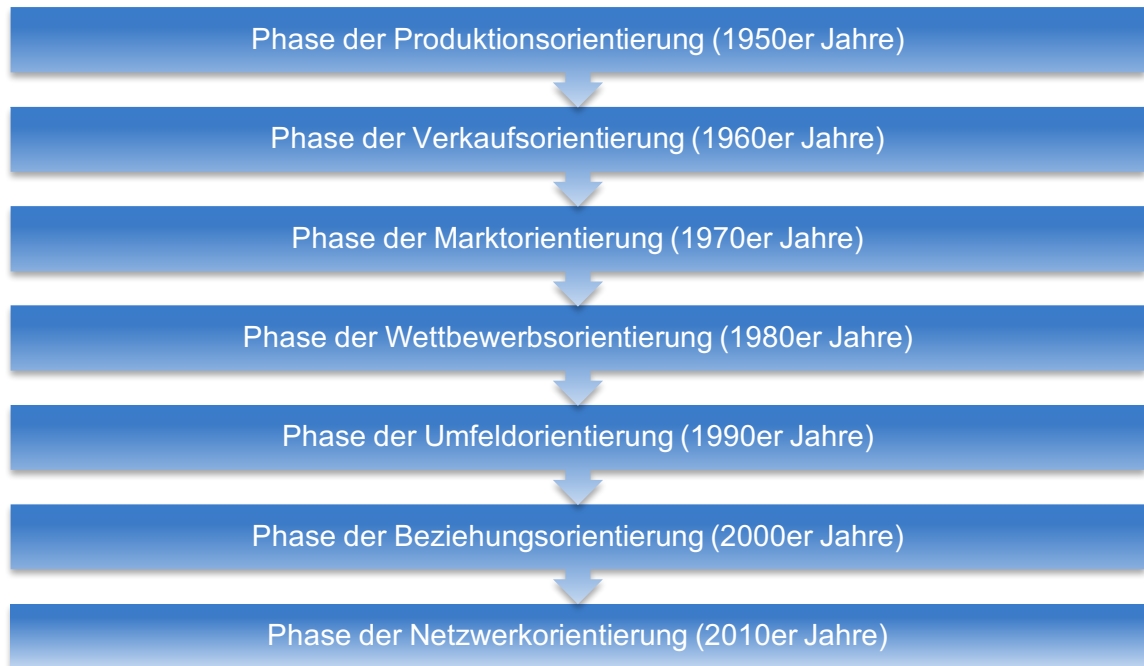 Phase der Produktionsorientierung (1950er Jahre)
Phase der Verkaufsorientierung (1960er Jahre)
Phase der Marktorientierung (1970er Jahre)
Phase der Wettbewerbsorientierung (1980er Jahre)
Phase der Umfeldorientierung (1990er Jahre)
Phase der Beziehungsorientierung (2000er Jahre)
Phase der Netzwerkorientierung (2010er Jahre)